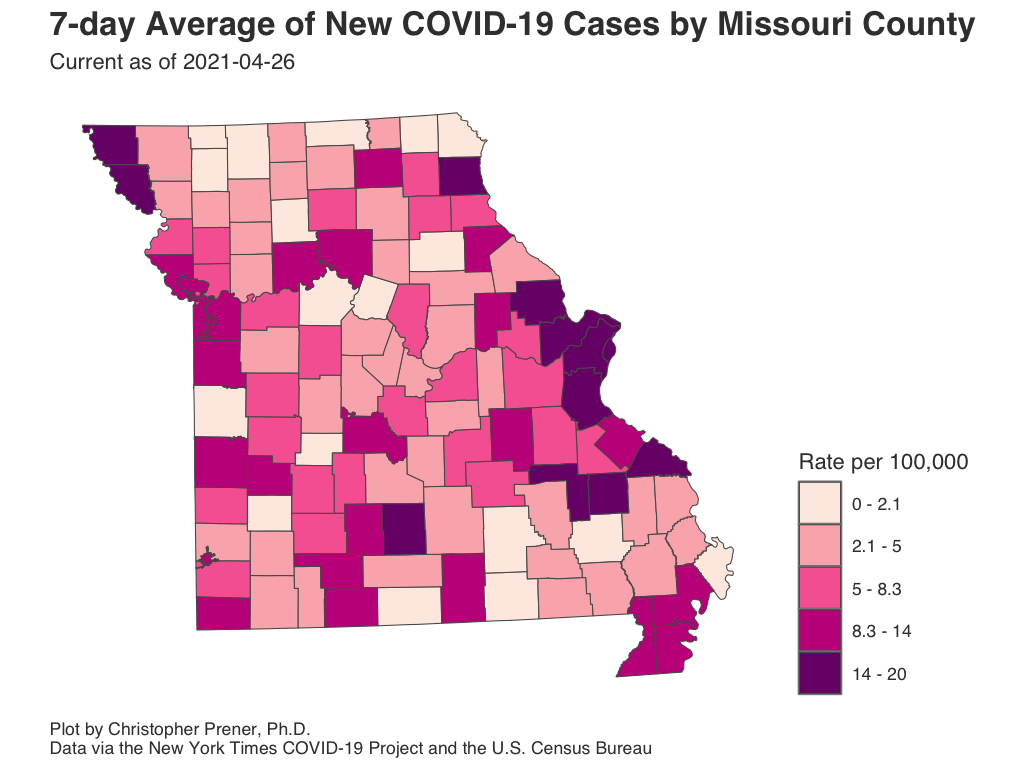 7-day Average of New COVID-19 Cases by Missouri County
Current as of 2021-04-26
Rate per 100,000
0 - 2.1
2.1 - 5
5 - 8.3
8.3 - 14
14 - 20
Plot by Christopher Prener, Ph.D.
Data via the New York Times COVID-19 Project and the U.S. Census Bureau